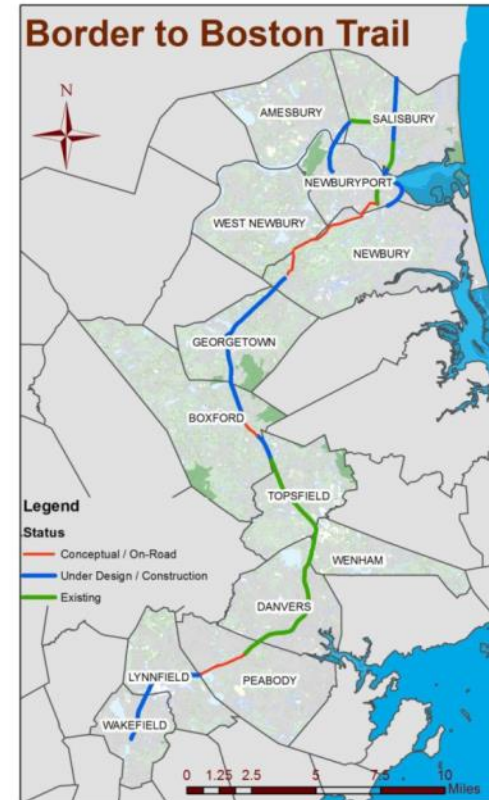 Border to Boston Trail
N
AMESBURY
SALISBURY
NEWBURYPORT
WEST NEWBURY
NEWBURY
GEORGETOWN
BOXFORD
TOPSFIELD
WENHAM
DANVERS
LYNNFIELD
PEABODY
WAKEFIELD
Legend
Status
Conceptual / On-Road
Under Design / Construction
Existing
0 1.25 2.5 5 7.5 10
Miles